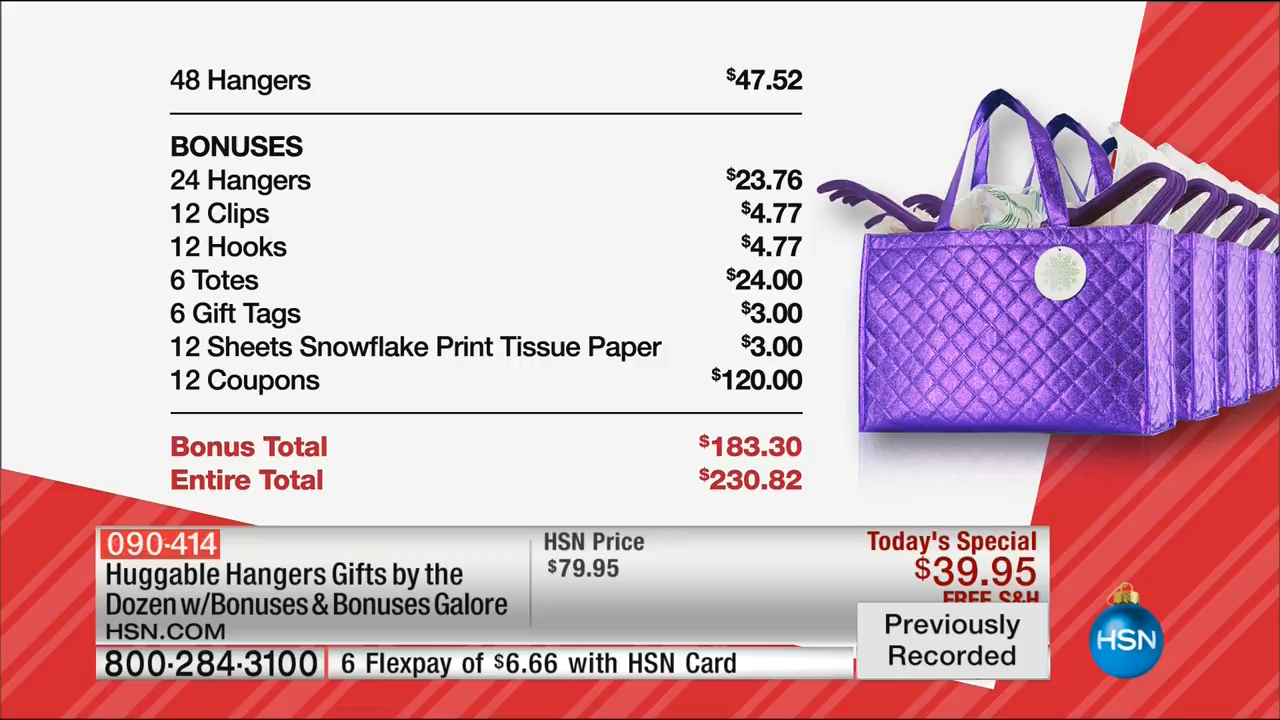 48 Hangers $47.52
BONUSES
24 Hangers $23.76
12 Clips $4.77
12 Hooks $4.77
6 Totes $24.00
6 Gift Tags $3.00
12 Sheets Snowflake Print Tissue Paper $3.00
12 Coupons $120.00
Bonus Total $183.30
Entire Total $230.82
090-414
Huggable Hangers Gifts by the
Dozen w/Bonuses & Bonuses Galore
HSN.COM
HSN Price
$79.95
Today's Special
$39.95
FREE S&H
Previously
Recorded
800-284-3100
6 Flexpay of $6.66 with HSN Card
HSN